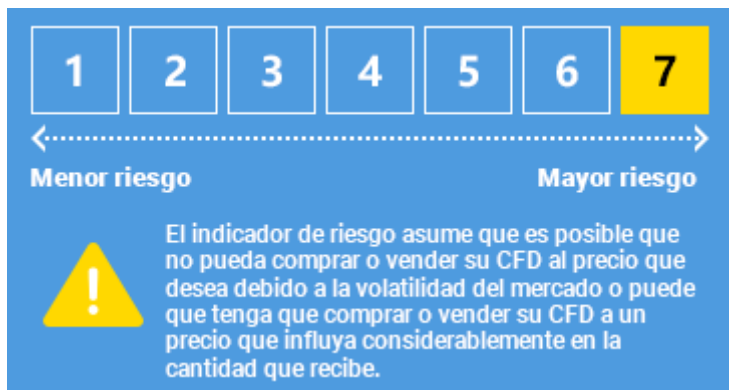 1 2 3 4 5 6 7
Menor riesgo Mayor riesgo
El indicador de riesgo asume que es posible que
no pueda comprar o vender su CFD al precio que
desea debido a la volatilidad del mercado o puede
que tenga que comprar o vender su CFD a un
precio que influya considerablemente en la
cantidad que recibe.